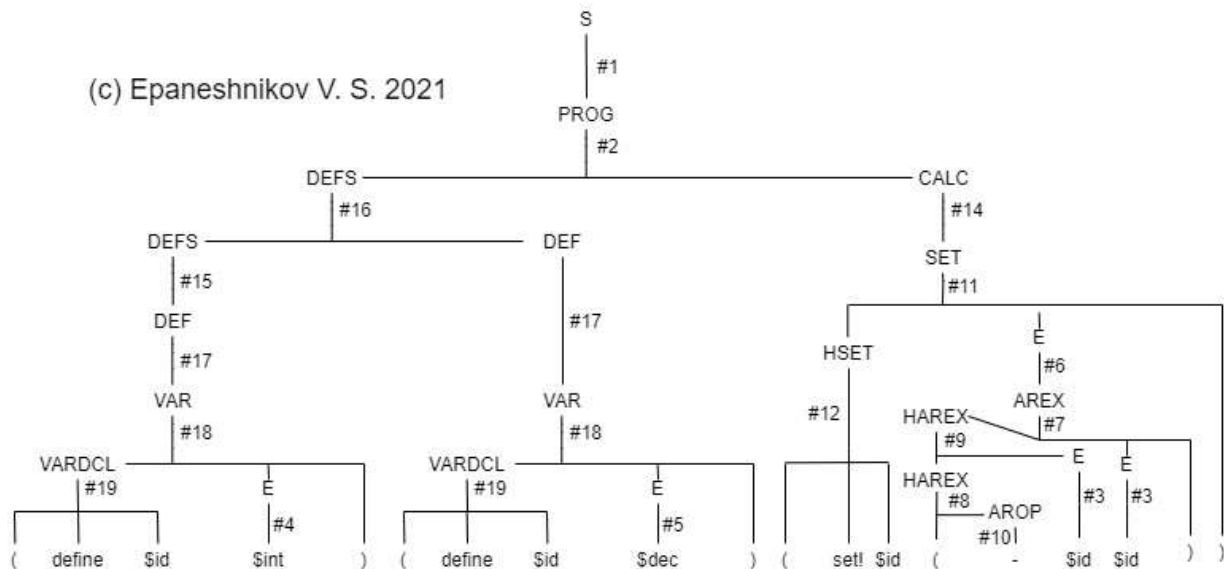 S
#1
(c) Epaneshnikov V. S. 2021
PROG
#2
DEFS CALC
#16 #14
DEFS DEF SET
#15 #11
DEF #17 E
HSET
#17 #6
VAR VAR #12 HAREX AREX
#18 #18 #9 #7
VARDCL VARDCL E E
#19 E #19 E HAREX #3 #3
#4 #5 #8 AROP
#10
( define $id $int ) ( define $id $dec ) ( set! $id ( - $id $id ) )